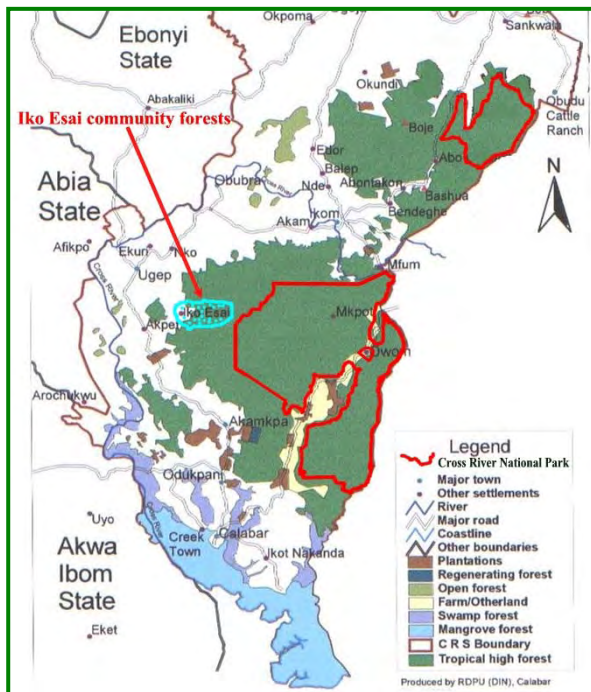 Okpoma
Sankwala
Ebonyi
State
Okundi
Abakaliki
Obudu
Cattle
Ranch
Iko Esai community forests
Boje
Edor
Abo
N
Balep
Abia
State
Obubra
Nde
Abontakon
Bashua
Ikom
Bendeghe
Akam
Afikpo
Ekuri
Mfum
Ugep
Cross River
Iko Esai
Mkpot
Akpet
Owom
Arochukwu
Akamkpa
Odukpani
Uyo
Creek
Town
Calabar
Ikot Nakanda
Akwa
Ibom
State
Eket
Legend
Cross River National Park
Major town
Other settlements
River
Major road
Coastline
Other boundaries
Plantations
Regenerating forest
Open forest
Farm/Otherland
Swamp forest
Mangrove forest
C R S Boundary
Tropical high forest
Produced by RDPU (DIN), Calabar